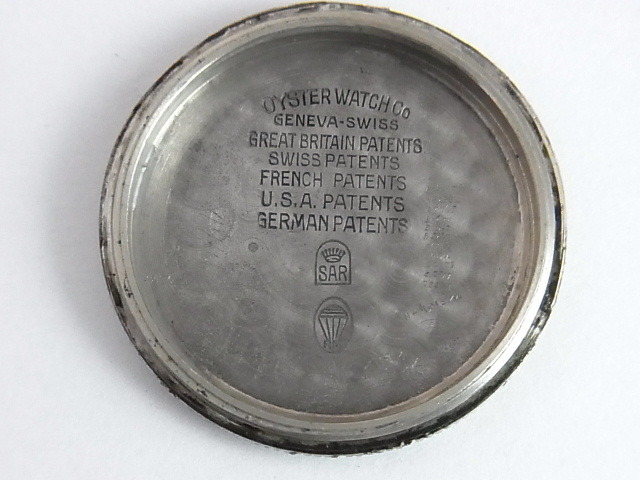 OYSTER WATCH Co
GENEVA-SWISS
GREAT BRITAIN PATENTS
SWISS PATENTS
FRENCH PATENTS
U.S.A. PATENTS
GERMAN PATENTS
SAR